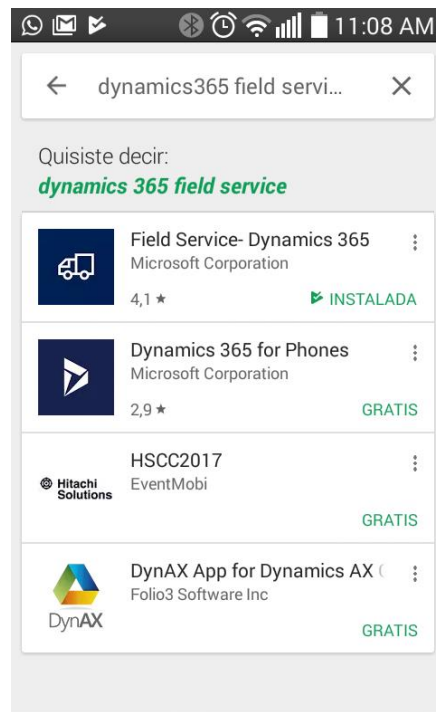 11:08 AM
dynamics365 field servi...
Quisiste decir:
dynamics 365 field service
Field Service- Dynamics 365
Microsoft Corporation
4,1 ★
INSTALADA
Dynamics 365 for Phones
Microsoft Corporation
2,9 ★
GRATIS
Hitachi
Solutions
HSCC2017
EventMobi
GRATIS
DynAX
DynAX App for Dynamics AX
Folio3 Software Inc
GRATIS